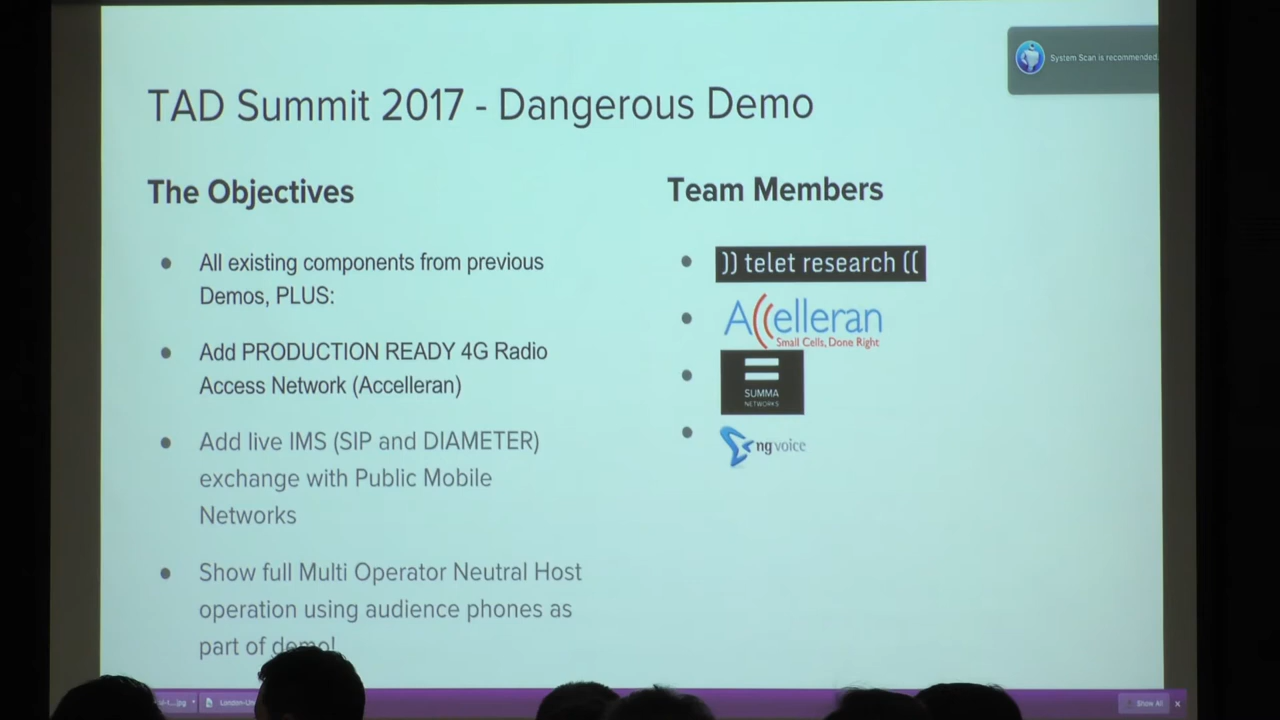 System Scan is recommended.
TAD Summit 2017 - Dangerous Demo
The Objectives
All existing components from previous
Demos, PLUS:
Add PRODUCTION READY 4G Radio
Access Network (Accelleran)
Add live IMS (SIP and DIAMETER)
exchange with Public Mobile
Networks
Show full Multi Operator Neutral Host
operation using audience phones as
part of demo!
Team Members
)) telet research ((
Accelleran
Small Cells, Done Right
SUMMA
NETWORKS
ng voice
Show All